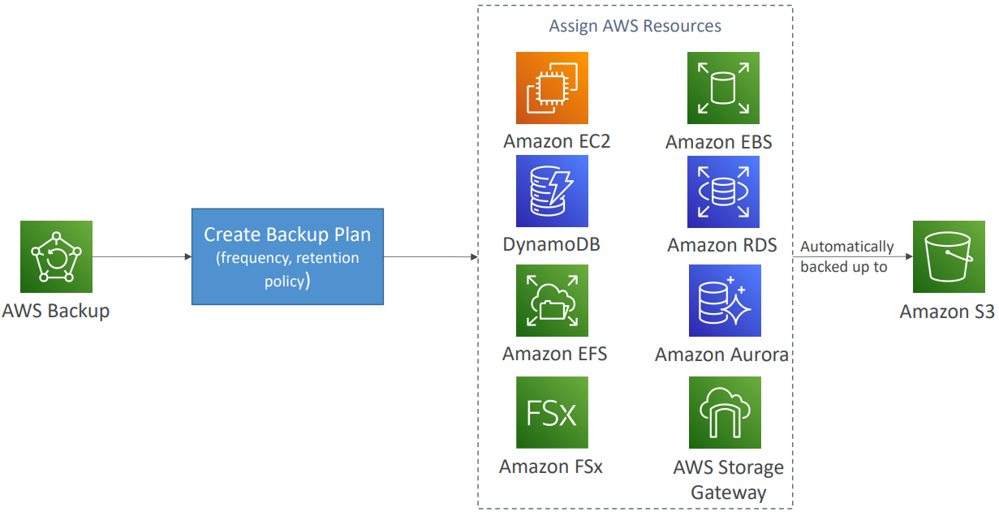 Assign AWS Resources
Amazon EC2
Amazon EBS
DynamoDB
Amazon RDS
Amazon EFS
Amazon Aurora
FSx
Amazon FSx
AWS Storage
Gateway
AWS Backup
Create Backup Plan
(frequency, retention
policy)
Automatically
backed up to
Amazon S3